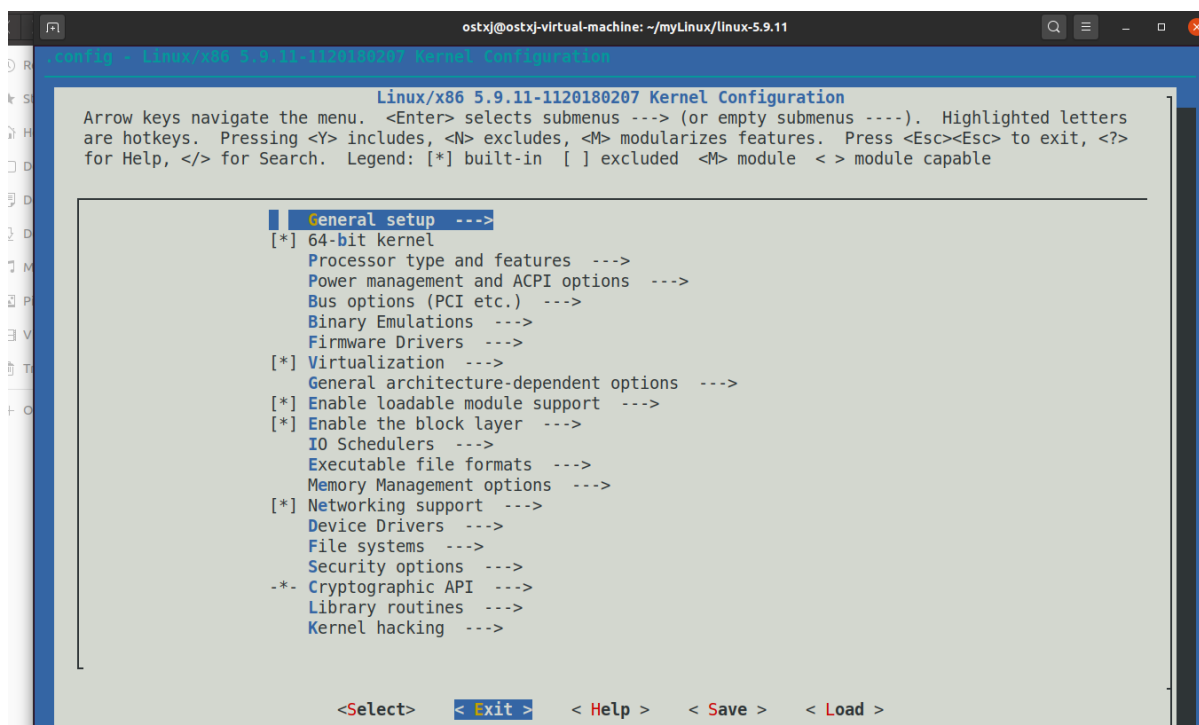 ostxj@ostxj-virtual-machine: ~/myLinux/linux-5.9.11
.config - Linux/x86 5.9.11-1120180207 Kernel Configuration
Linux/x86 5.9.11-1120180207 Kernel Configuration
Arrow keys navigate the menu. <Enter> selects submenus ---> (or empty submenus ----). Highlighted letters
are hotkeys. Pressing <Y> includes, <N> excludes, <M> modularizes features. Press <Esc><Esc> to exit, <?>
for Help, </> for Search. Legend: [*] built-in [ ] excluded <M> module < > module capable
General setup --->
[*] 64-bit kernel
Processor type and features --->
Power management and ACPI options --->
Bus options (PCI etc.) --->
Binary Emulations --->
Firmware Drivers --->
[*] Virtualization --->
General architecture-dependent options --->
[*] Enable loadable module support --->
[*] Enable the block layer --->
IO Schedulers --->
Executable file formats --->
Memory Management options --->
[*] Networking support --->
Device Drivers --->
File systems --->
Security options --->
-*- Cryptographic API --->
Library routines --->
Kernel hacking --->
<Select> < Exit > < Help > < Save > < Load >